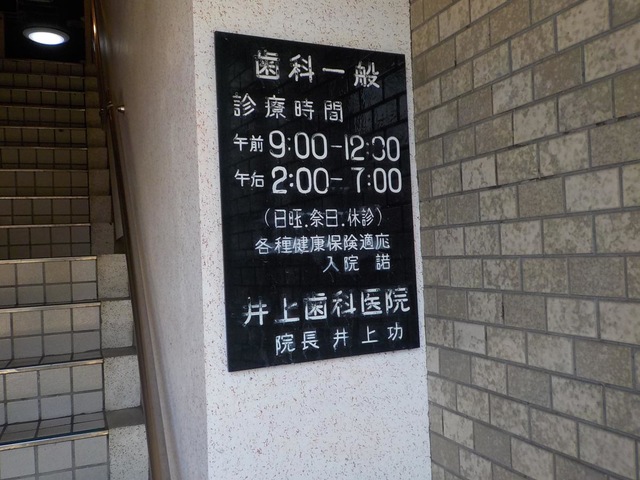 歯科一般
診療時間
午前 9:00-12:30
午后 2:00-7:00
(日旺.祭日.休診)
各種健康保険適応
入院 諾
井上歯科医院
院長井上功